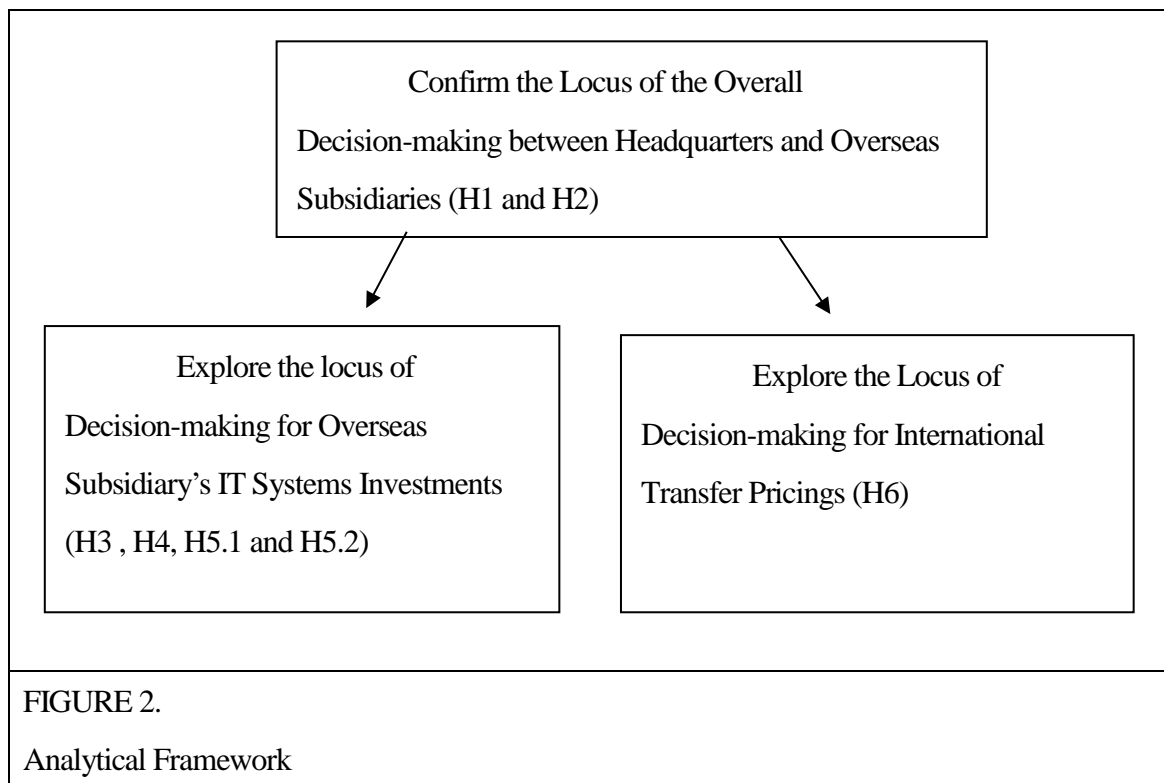 Confirm the Locus of the Overall
Decision-making between Headquarters and Overseas
Subsidiaries (H1 and H2)
Explore the locus of
Decision-making for Overseas
Subsidiary’s IT Systems Investments
(H3 , H4, H5.1 and H5.2)
Explore the Locus of
Decision-making for International
Transfer Pricings (H6)
FIGURE 2.
Analytical Framework